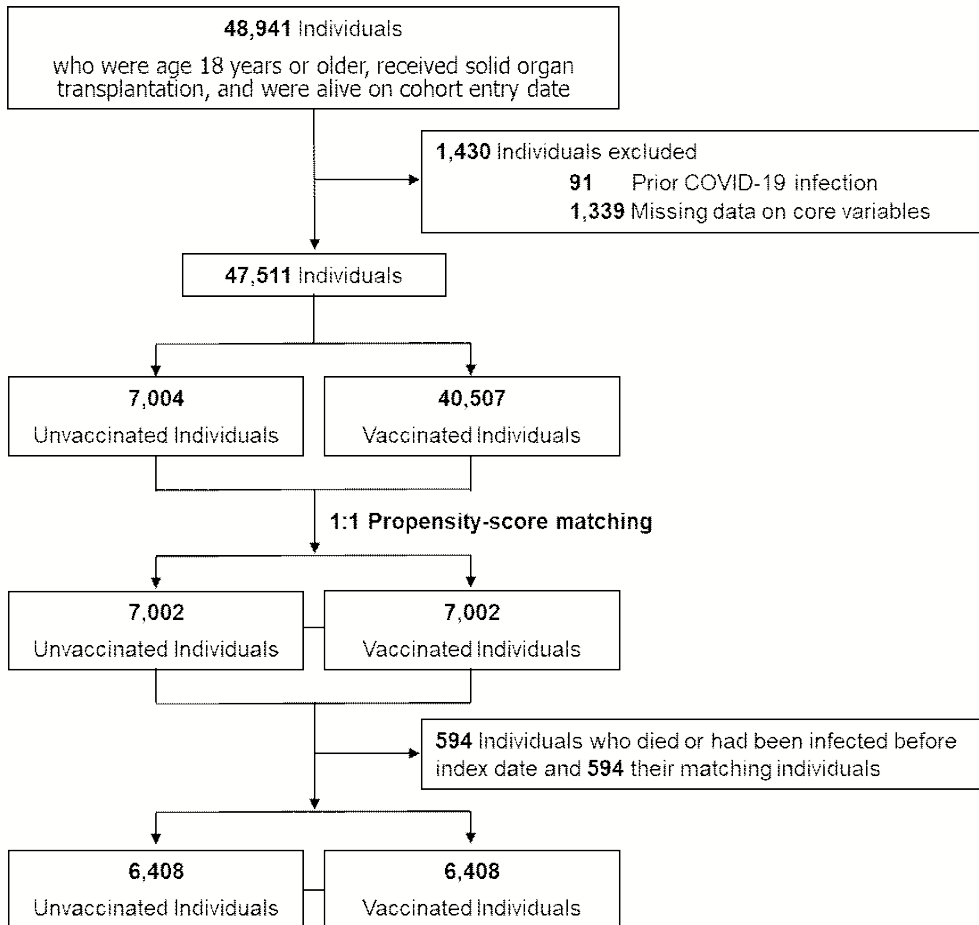 48,941 Individuals
who were age 18 years or older, received solid organ
transplantation, and were alive on cohort entry date
1,430 Individuals excluded
91 Prior COVID-19 infection
1,339 Missing data on core variables
47,511 Individuals
7,004
Unvaccinated Individuals
40,507
Vaccinated Individuals
1:1 Propensity-score matching
7,002
Unvaccinated Individuals
7,002
Vaccinated Individuals
594 Individuals who died or had been infected before
index date and 594 their matching individuals
6,408
Unvaccinated Individuals
6,408
Vaccinated Individuals